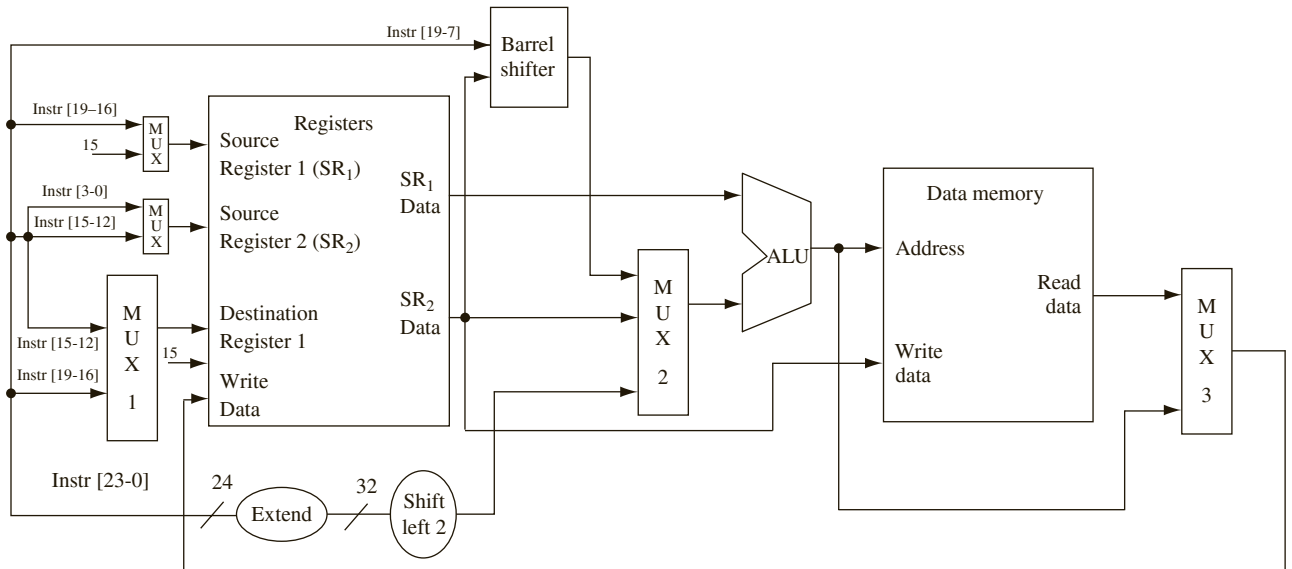 Instr [19-7]
Barrel
shifter
Instr [19–16]
15
M
U
X
Registers
Source
Register 1 (SR₁)
SR₁
Data
Instr [3-0]
Instr [15-12]
M
U
X
Source
Register 2 (SR₂)
M
U
X
1
Instr [15-12]
Instr [19-16]
15
Destination
Register 1
Write
Data
SR₂
Data
M
U
X
2
ALU
Data memory
Address
Read
data
Write
data
M
U
X
3
Instr [23-0]
24
Extend
32
Shift
left 2